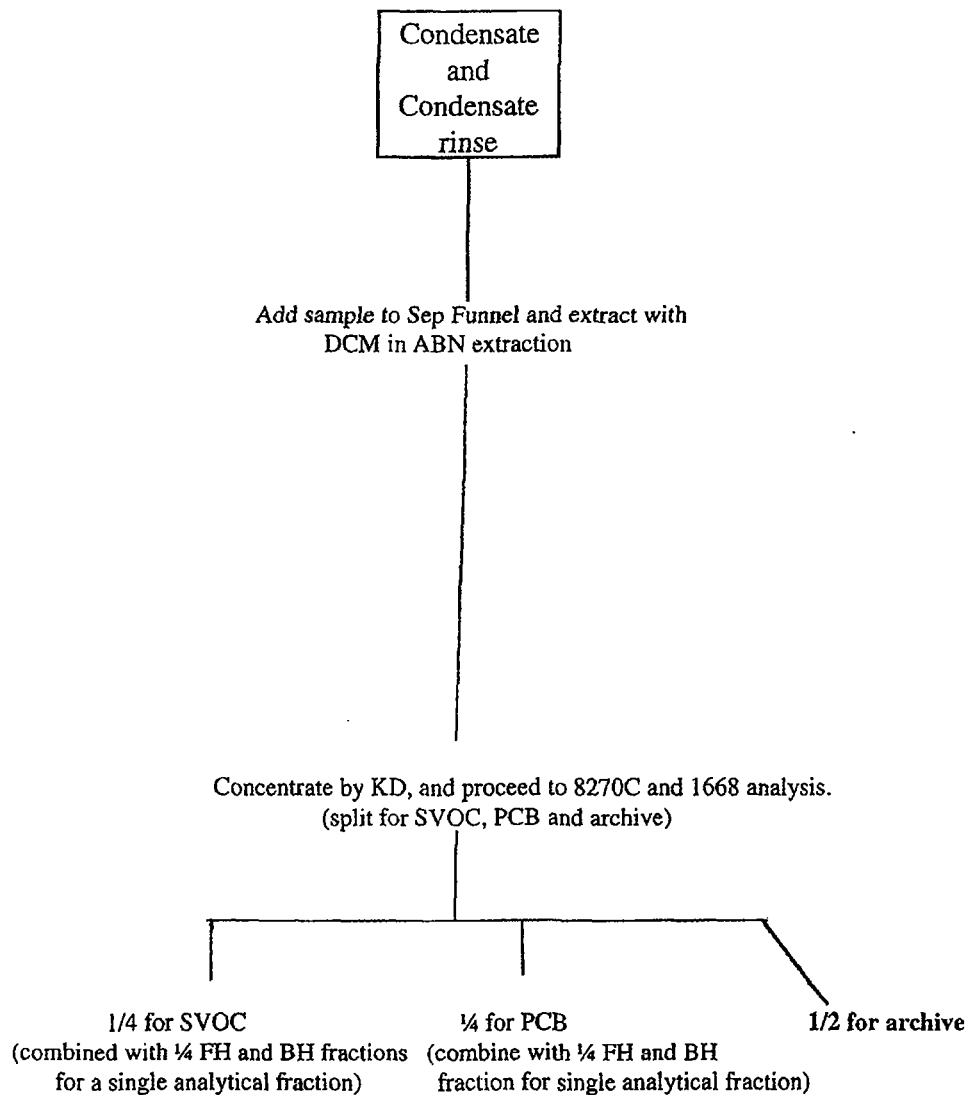 Condensate
and
Condensate
rinse
Add sample to Sep Funnel and extract with
DCM in ABN extraction
Concentrate by KD, and proceed to 8270C and 1668 analysis.
(split for SVOC, PCB and archive)
1/4 for SVOC
(combined with ¼ FH and BH fractions
for a single analytical fraction)
¼ for PCB
(combine with ¼ FH and BH
fraction for single analytical fraction)
1/2 for archive